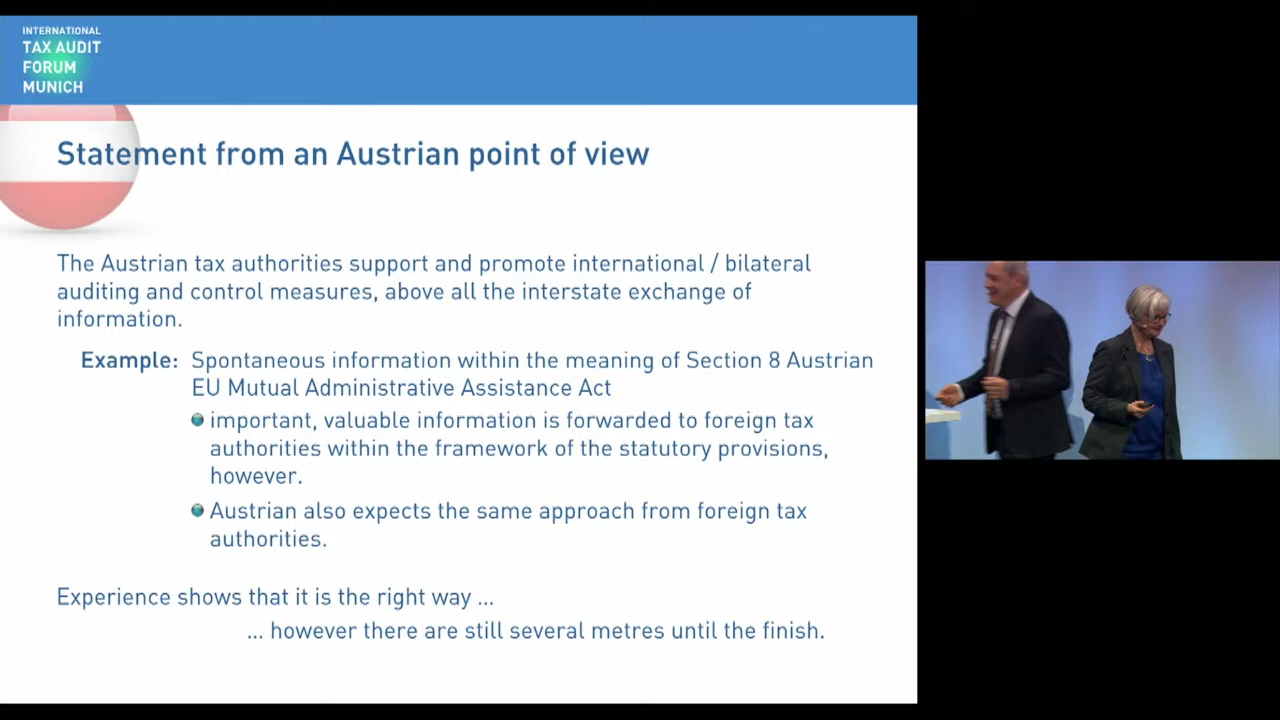 INTERNATIONAL
TAX AUDIT
FORUM
MUNICH
Statement from an Austrian point of view
The Austrian tax authorities support and promote international / bilateral
auditing and control measures, above all the interstate exchange of
information.
Example: Spontaneous information within the meaning of Section 8 Austrian
EU Mutual Administrative Assistance Act
important, valuable information is forwarded to foreign tax
authorities within the framework of the statutory provisions,
however.
Austrian also expects the same approach from foreign tax
authorities.
Experience shows that it is the right way ...
... however there are still several metres until the finish.